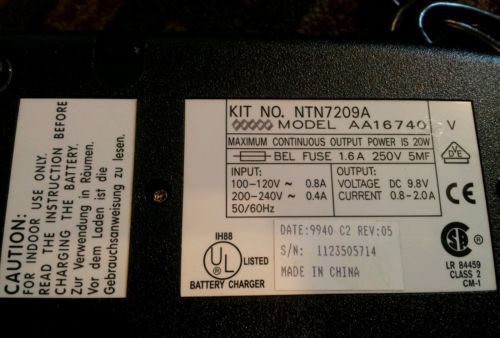 CAUTION:
FOR INDOOR USE ONLY.
READ THE INSTRUCTION BEFORE
CHARGING THE BATTERY.
Zur Verwendung in Räumen.
Vor dem Laden ist die
Gebrauchsanweisung zu lesen.
KIT NO. NTN7209A
MODEL AA16740 V
MAXIMUM CONTINUOUS OUTPUT POWER IS 20W
BEL FUSE 1.6A 250V 5MF
INPUT:
100-120V ~ 0.8A
200-240V ~ 0.4A
50/60Hz
OUTPUT:
VOLTAGE DC 9.8V
CURRENT 0.8-2.0A
VDE
CE
IH88
UL LISTED
BATTERY CHARGER
DATE:9940 C2 REV:05
S/N: 1123505714
MADE IN CHINA
LR 84459
CLASS 2
CM-1